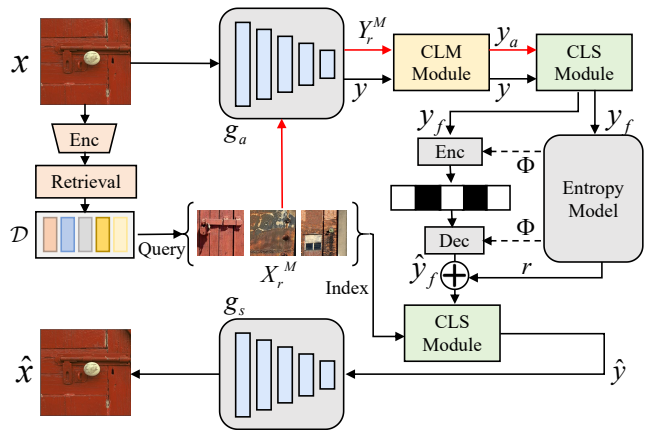 x
Enc
Retrieval
𝒟
Query
X_r^M
Index
g_a
Y_r^M
y
CLM
Module
y_a
y
CLS
Module
y_f
y_f
Enc
Φ
Entropy
Model
Dec
Φ
ŷ_f
r
CLS
Module
ŷ
g_s
x̂